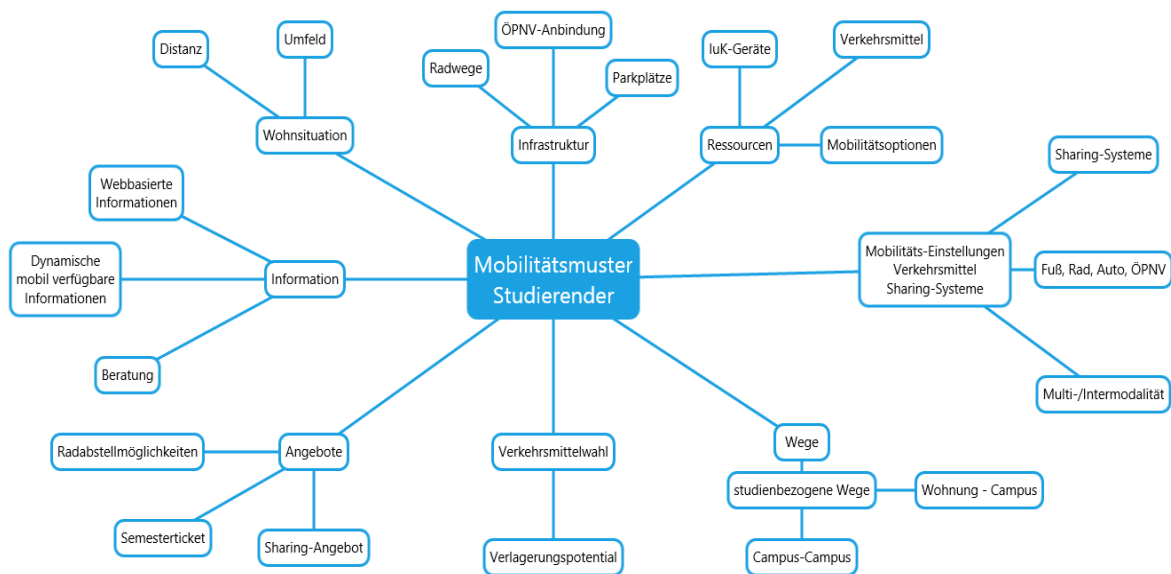 ÖPNV-Anbindung
Umfeld
Verkehrsmittel
Distanz
IuK-Geräte
Radwege
Parkplätze
Wohnsituation
Infrastruktur
Ressourcen
Mobilitätsoptionen
Sharing-Systeme
Webbasierte
Informationen
Dynamische
mobil verfügbare
Informationen
Information
Mobilitätsmuster
Studierender
Mobilitäts-Einstellungen
Verkehrsmittel
Sharing-Systeme
Fuß, Rad, Auto, ÖPNV
Beratung
Multi-/Intermodalität
Radabstellmöglichkeiten
Angebote
Verkehrsmittelwahl
Wege
studienbezogene Wege
Wohnung - Campus
Semesterticket
Sharing-Angebot
Verlagerungspotential
Campus-Campus